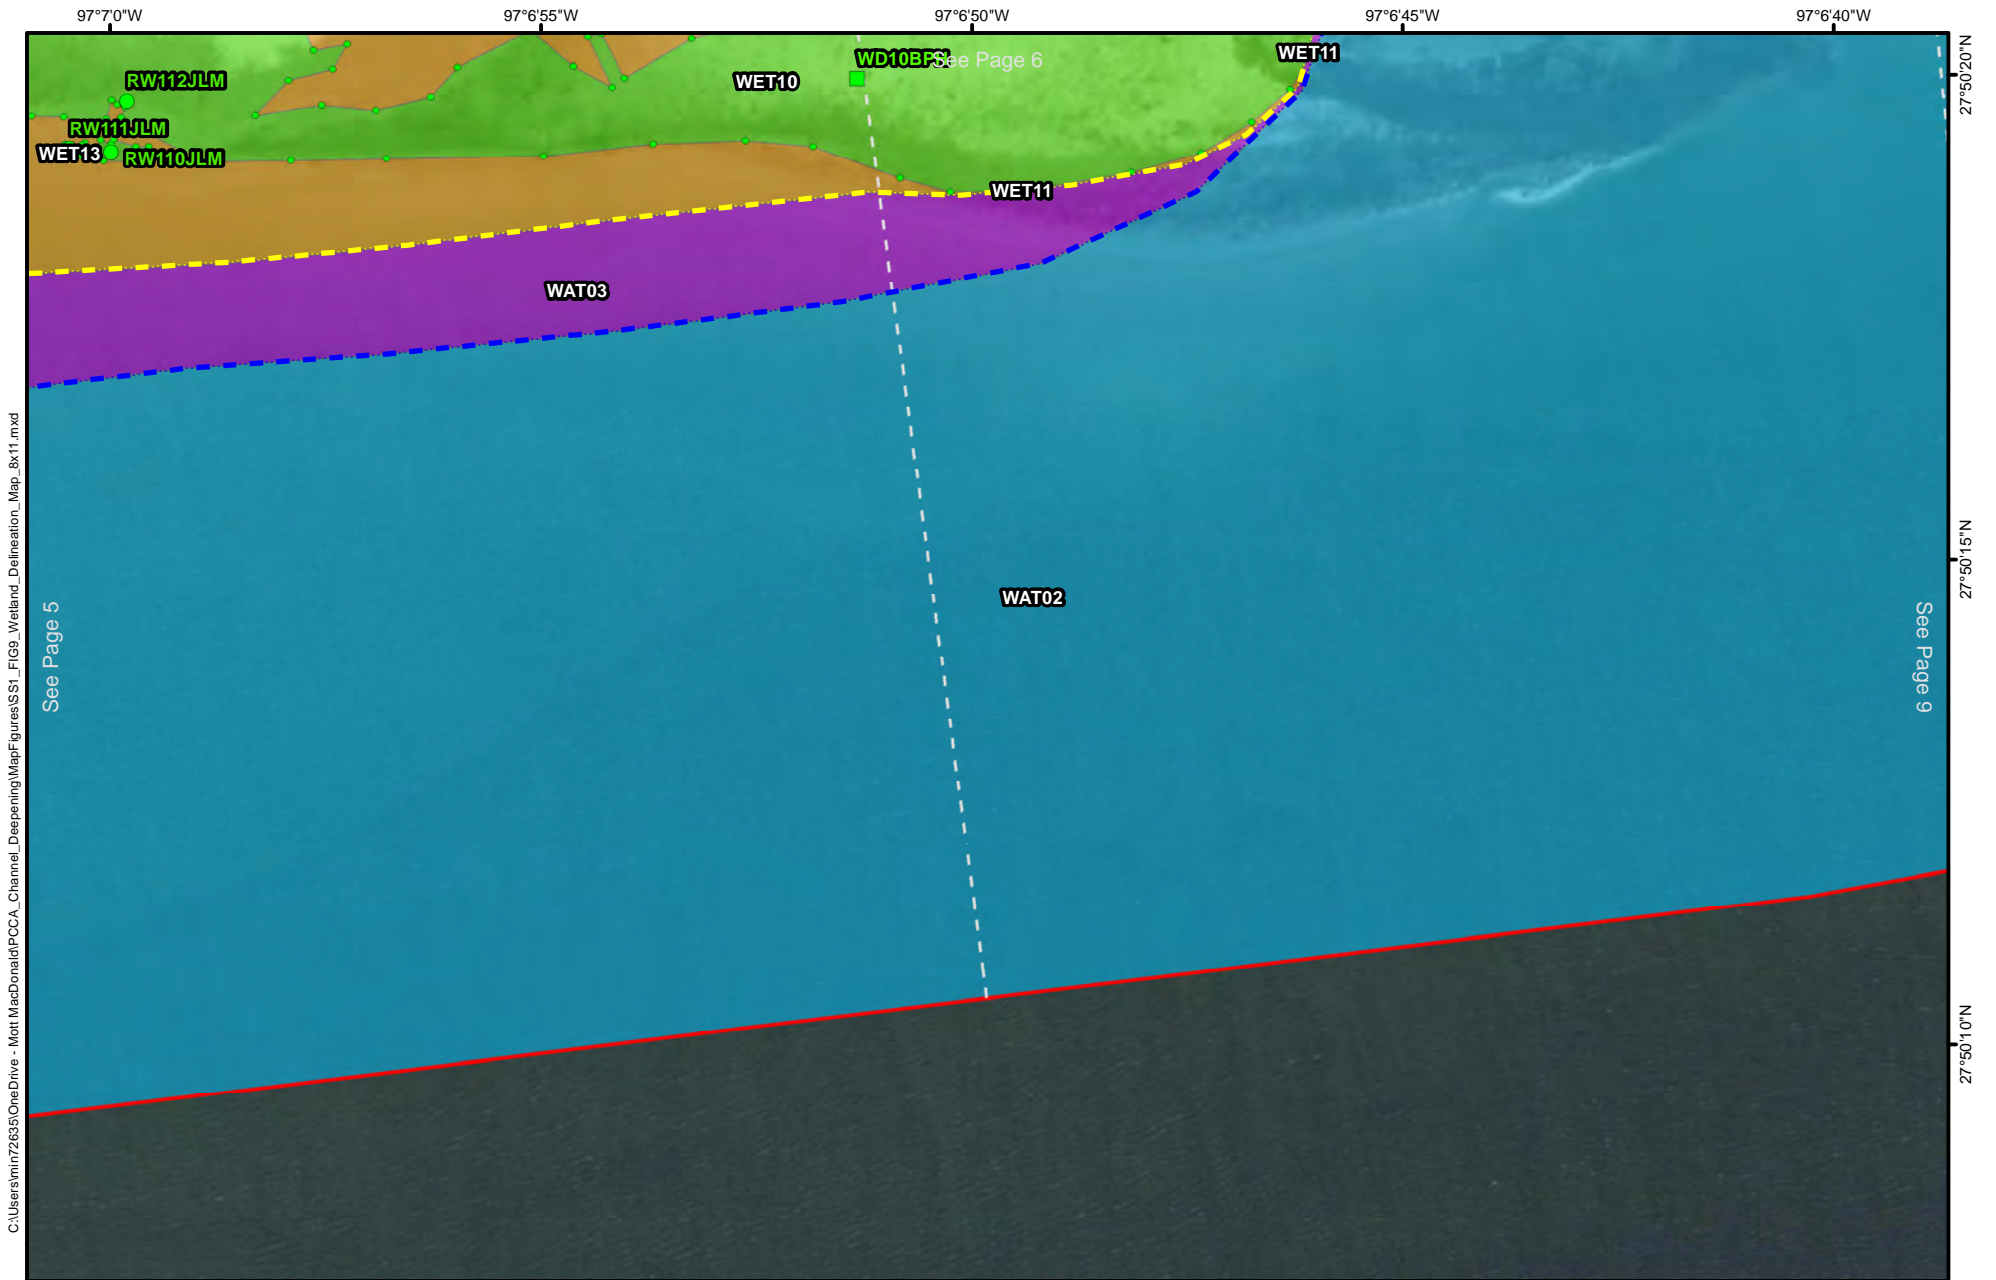 97°7'0"W 97°6'55"W 97°6'50"W 97°6'45"W 97°6'40"W
WET11
WD10BPH
See Page 6
RW112JLM
WET10
27°50'20"N
RW111JLM
WET13
RW110JLM
WET11
WAT03
27°50'15"N
WAT02
See Page 5
See Page 9
27°50'10"N
C:\Users\min72635\OneDrive - Mott MacDonald\PCCA_Channel_Deepening\MapFigures\SS1_FIG9_Wetland_Delineation_Map_8x11.mxd